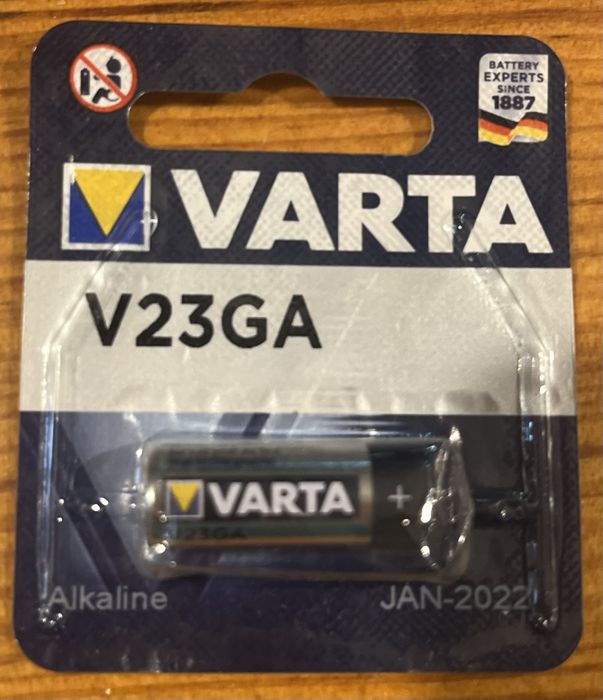 BATTERY
EXPERTS
SINCE
1887
VARTA
V23GA
VARTA
+
V23GA
Alkaline
JAN-2022